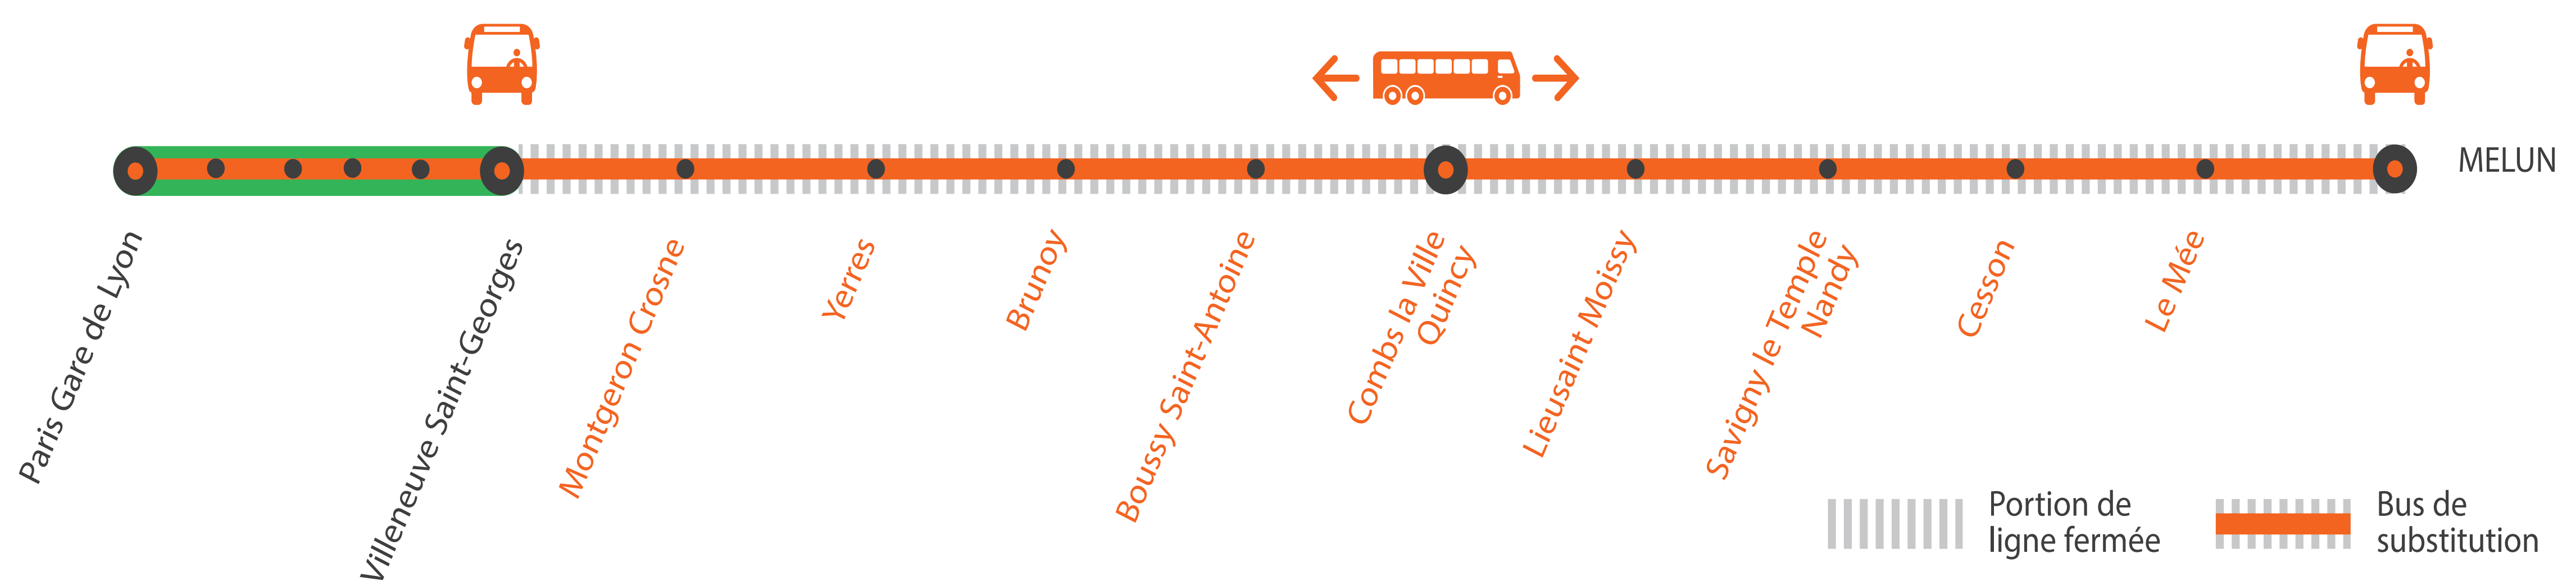 MELUN
Paris Gare de Lyon
Villeneuve Saint-Georges
Montgeron Crosne
Yerres
Brunoy
Boussy Saint-Antoine
Combs la Ville
Quincy
Lieusaint Moissy
Savigny le Temple
Nandy
Cesson
Le Mée
Portion de
ligne fermée
Bus de
substitution